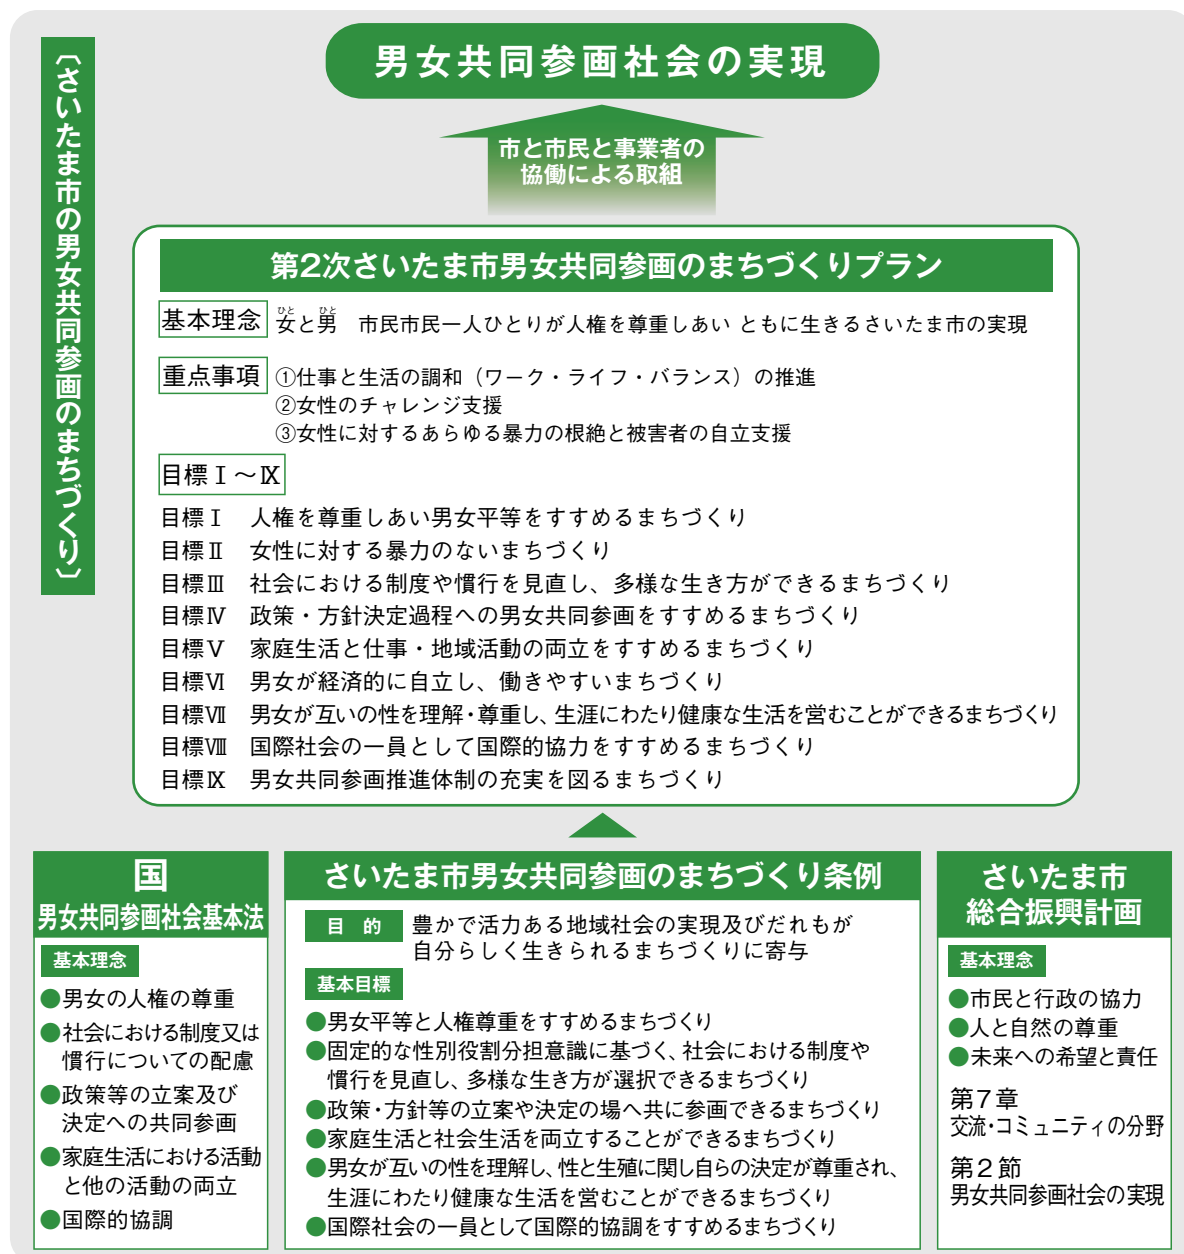 〔さいたま市の男女共同参画のまちづくり〕
男女共同参画社会の実現
市と市民と事業者の
協働による取組
第2次さいたま市男女共同参画のまちづくりプラン
ひと ひと
基本理念 女と男 市民市民一人ひとりが人権を尊重しあい ともに生きるさいたま市の実現
重点事項 ①仕事と生活の調和（ワーク・ライフ・バランス）の推進
②女性のチャレンジ支援
③女性に対するあらゆる暴力の根絶と被害者の自立支援
目標Ⅰ～Ⅸ
目標Ⅰ 人権を尊重しあい男女平等をすすめるまちづくり
目標Ⅱ 女性に対する暴力のないまちづくり
目標Ⅲ 社会における制度や慣行を見直し、多様な生き方ができるまちづくり
目標Ⅳ 政策・方針決定過程への男女共同参画をすすめるまちづくり
目標Ⅴ 家庭生活と仕事・地域活動の両立をすすめるまちづくり
目標Ⅵ 男女が経済的に自立し、働きやすいまちづくり
目標Ⅶ 男女が互いの性を理解・尊重し、生涯にわたり健康な生活を営むことができるまちづくり
目標Ⅷ 国際社会の一員として国際的協力をすすめるまちづくり
目標Ⅸ 男女共同参画推進体制の充実を図るまちづくり
国
男女共同参画社会基本法
基本理念
●男女の人権の尊重
●社会における制度又は
慣行についての配慮
●政策等の立案及び
決定への共同参画
●家庭生活における活動
と他の活動の両立
●国際的協調
さいたま市男女共同参画のまちづくり条例
目 的 豊かで活力ある地域社会の実現及びだれもが
自分らしく生きられるまちづくりに寄与
基本目標
●男女平等と人権尊重をすすめるまちづくり
●固定的な性別役割分担意識に基づく、社会における制度や
慣行を見直し、多様な生き方が選択できるまちづくり
●政策・方針等の立案や決定の場へ共に参画できるまちづくり
●家庭生活と社会生活を両立することができるまちづくり
●男女が互いの性を理解し、性と生殖に関し自らの決定が尊重され、
生涯にわたり健康な生活を営むことができるまちづくり
●国際社会の一員として国際的協調をすすめるまちづくり
さいたま市
総合振興計画
基本理念
●市民と行政の協力
●人と自然の尊重
●未来への希望と責任
第7章
交流・コミュニティの分野
第2節
男女共同参画社会の実現